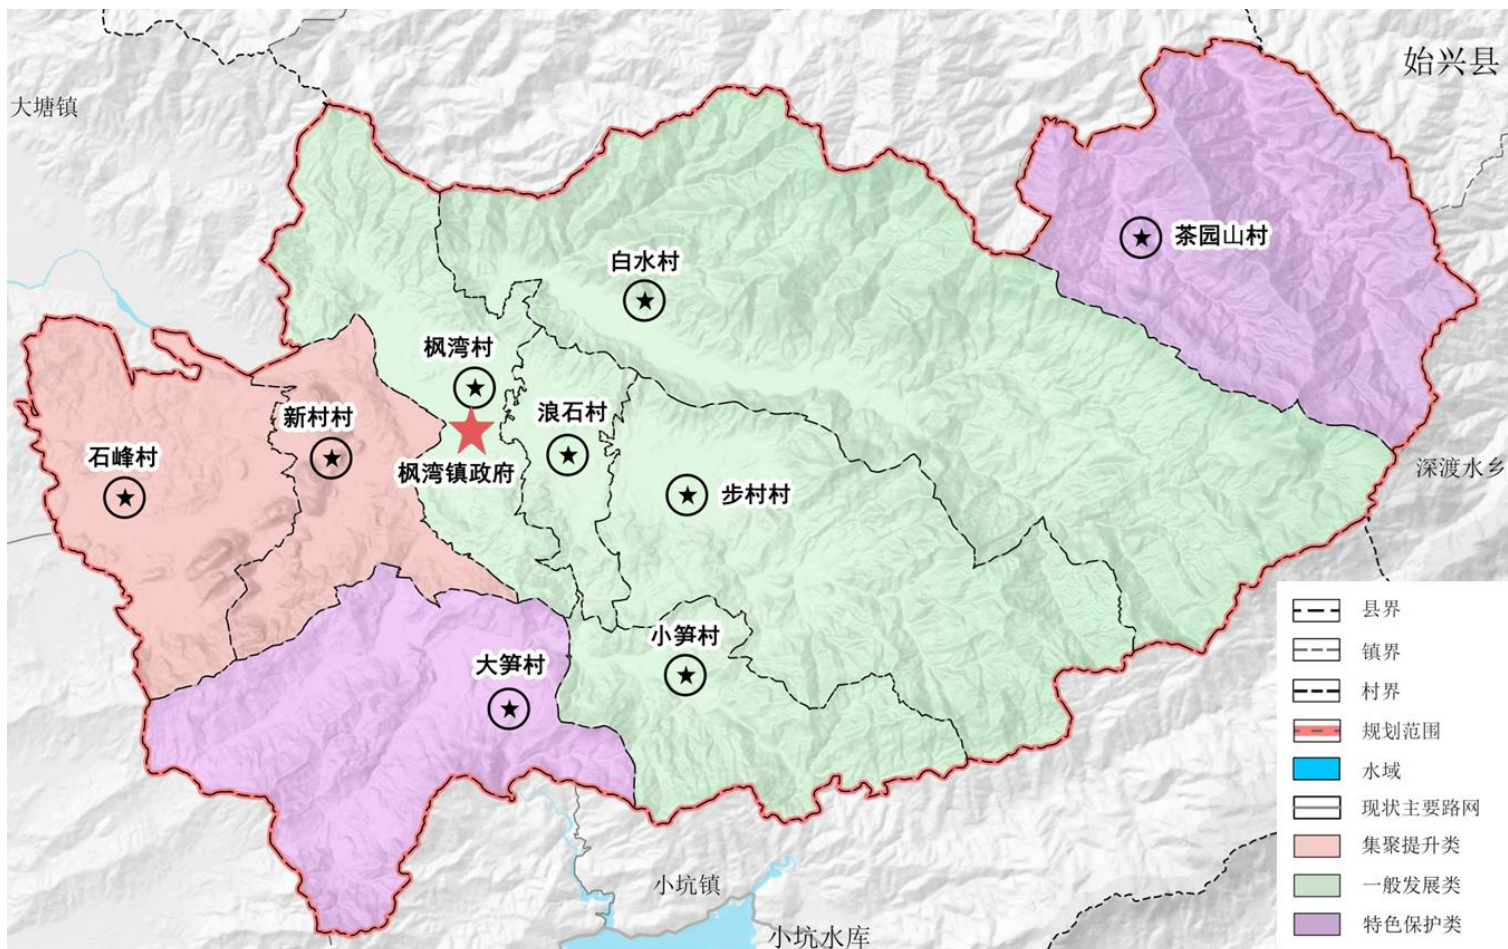 始兴县
大塘镇
茶园山村
白水村
枫湾村
新村村
浪石村
石峰村
枫湾镇政府
深渡水乡
步村村
小笋村
大笋村
小坑镇
小坑水库
县界
镇界
村界
规划范围
水域
现状主要路网
集聚提升类
一般发展类
特色保护类